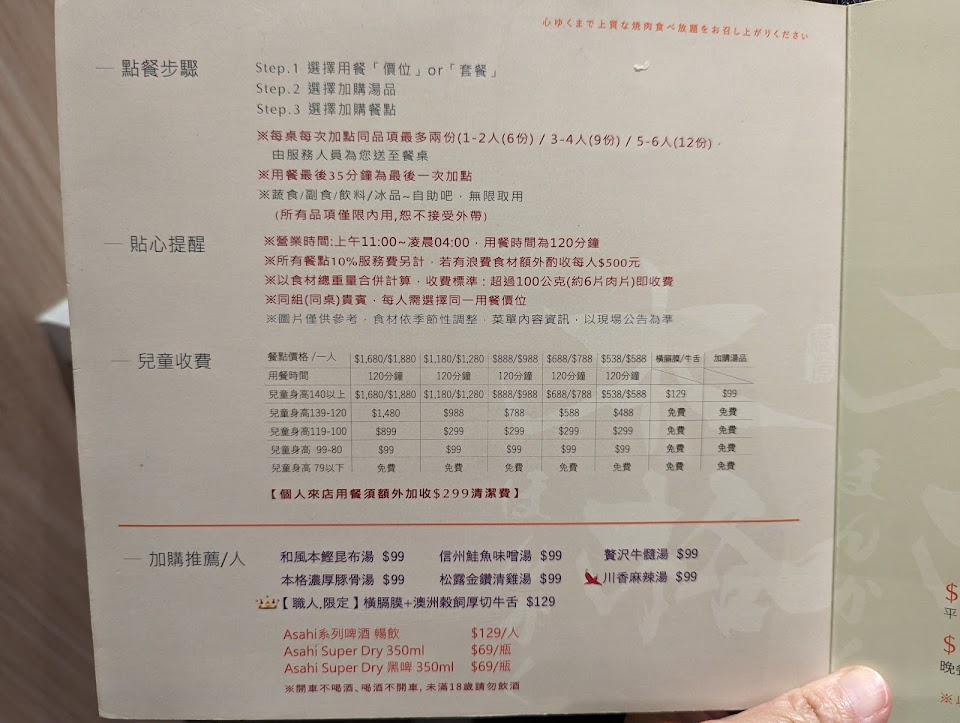 心ゆくまで上質な焼肉食べ放題をお召し上がりください
點餐步驟
Step.1 選擇用餐「價位」or「套餐」
Step.2 選擇加購湯品
Step.3 選擇加購餐點
※每桌每次加點同品項最多兩份(1-2人(6份) / 3-4人(9份) / 5-6人(12份)，
由服務人員為您送至餐桌
※用餐最後35分鐘為最後一次加點
※蔬食/副食/飲料/冰品~自助吧，無限取用
(所有品項僅限內用,恕不接受外帶)
貼心提醒
※營業時間:上午11:00~凌晨04:00，用餐時間為120分鐘
※所有餐點10%服務費另計，若有浪費食材額外酌收每人$500元
※以食材總重量合併計算，收費標準：超過100公克(約6片肉片)即收費
※同組(同桌)貴賓，每人需選擇同一用餐價位
※圖片僅供參考，食材依季節性調整，菜單內容資訊，以現場公告為準
兒童收費
餐點價格 /一人 $1,680/$1,880 $1,180/$1,280 $888/$988 $688/$788 $538/$588 橫膈膜/牛舌 加購湯品
用餐時間 120分鐘 120分鐘 120分鐘 120分鐘 120分鐘
兒童身高140以上 $1,680/$1,880 $1,180/$1,280 $888/$988 $688/$788 $538/$588 $129 $99
兒童身高139-120 $1,480 $988 $788 $588 $488 免費 免費
兒童身高119-100 $899 $299 $299 $299 $299 免費 免費
兒童身高 99-80 $99 $99 $99 $99 $99 免費 免費
兒童身高 79以下 免費 免費 免費 免費 免費 免費 免費
【個人來店用餐須額外加收$299清潔費】
加購推薦/人
和風本鰹昆布湯 $99 信州鮭魚味噌湯 $99 贅沢牛髓湯 $99
本格濃厚豚骨湯 $99 松露金鑽清雞湯 $99 川香麻辣湯 $99
【職人.限定】橫膈膜+澳洲穀飼厚切牛舌 $129
Asahi系列啤酒 暢飲 $129/人
Asahi Super Dry 350ml $69/瓶
Asahi Super Dry 黑啤 350ml $69/瓶
※開車不喝酒、喝酒不開車, 未滿18歲請勿飲酒
$
平
$
晚